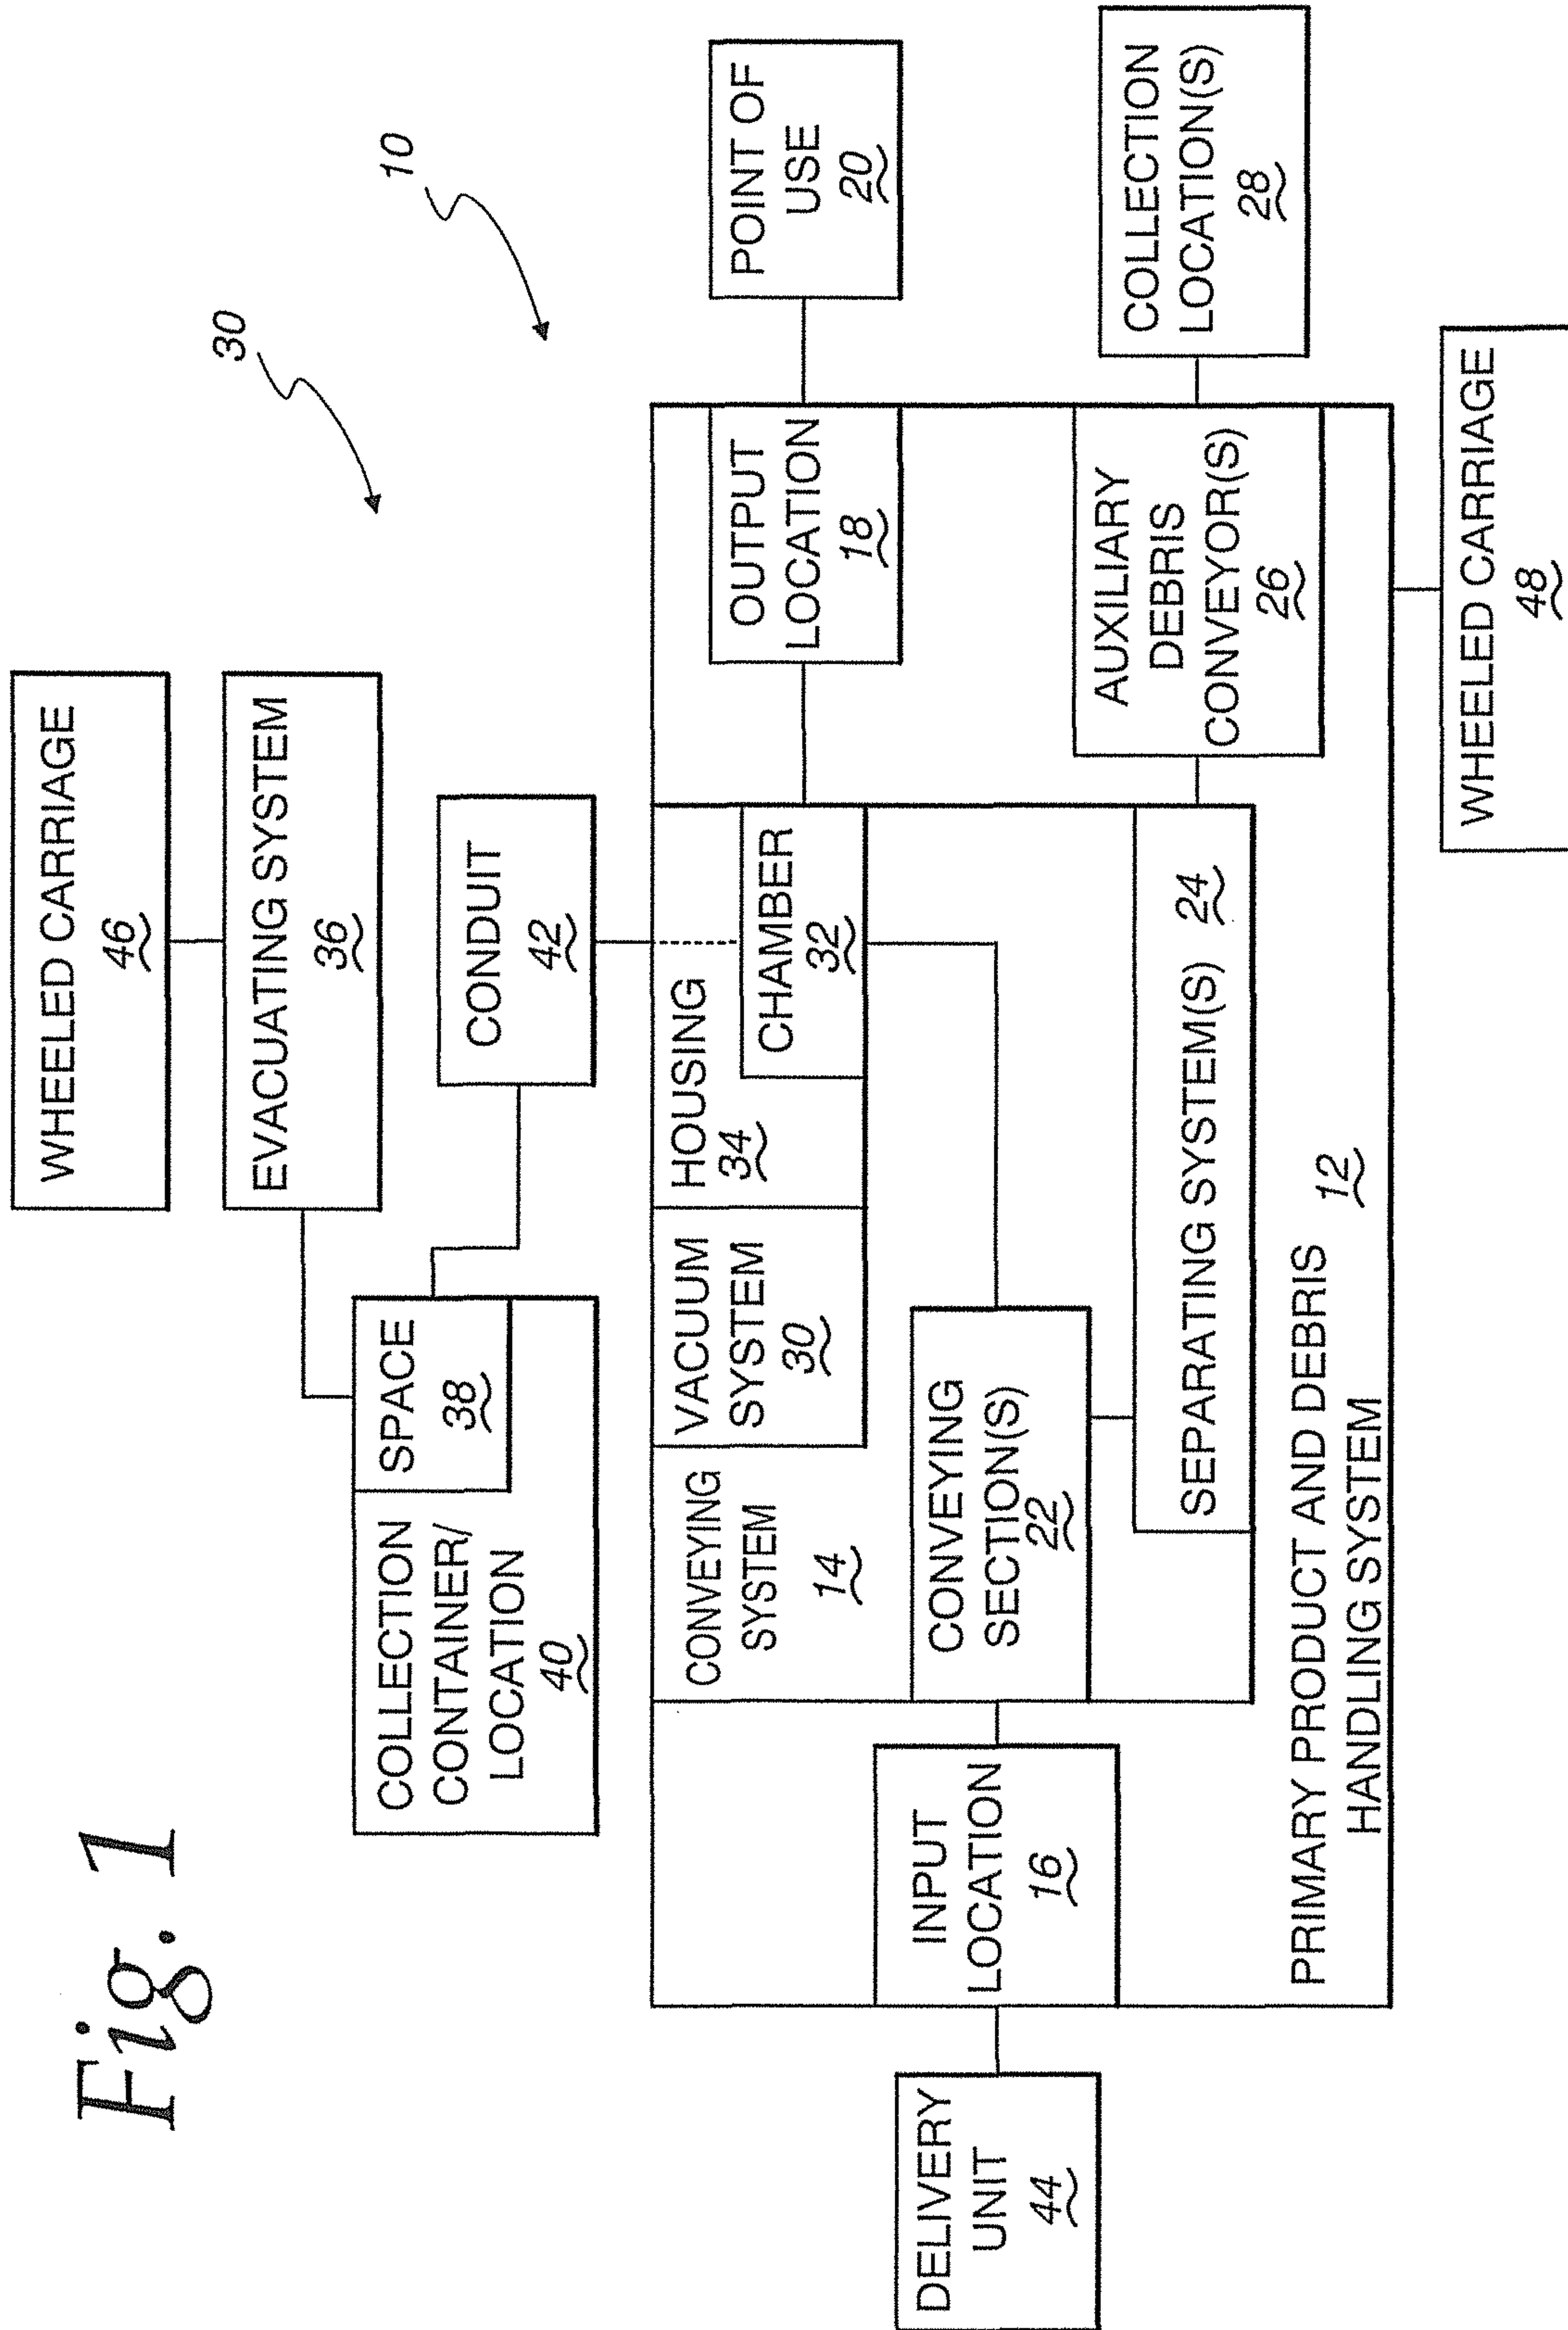 Fig. 1
30
10
WHEELED CARRIAGE
46
EVACUATING SYSTEM
36
COLLECTION
CONTAINER/
LOCATION
40
SPACE
38
CONDUIT
42
CONVEYING
SYSTEM
14
VACUUM
SYSTEM
30
HOUSING
34
CHAMBER
32
OUTPUT
LOCATION
18
POINT OF
USE
20
DELIVERY
UNIT
44
INPUT
LOCATION
16
CONVEYING
SECTION(S)
22
SEPARATING SYSTEM(S) 24
AUXILIARY
DEBRIS
CONVEYOR(S)
26
COLLECTION
LOCATION(S)
28
PRIMARY PRODUCT AND DEBRIS
HANDLING SYSTEM
12
WHEELED CARRIAGE
48